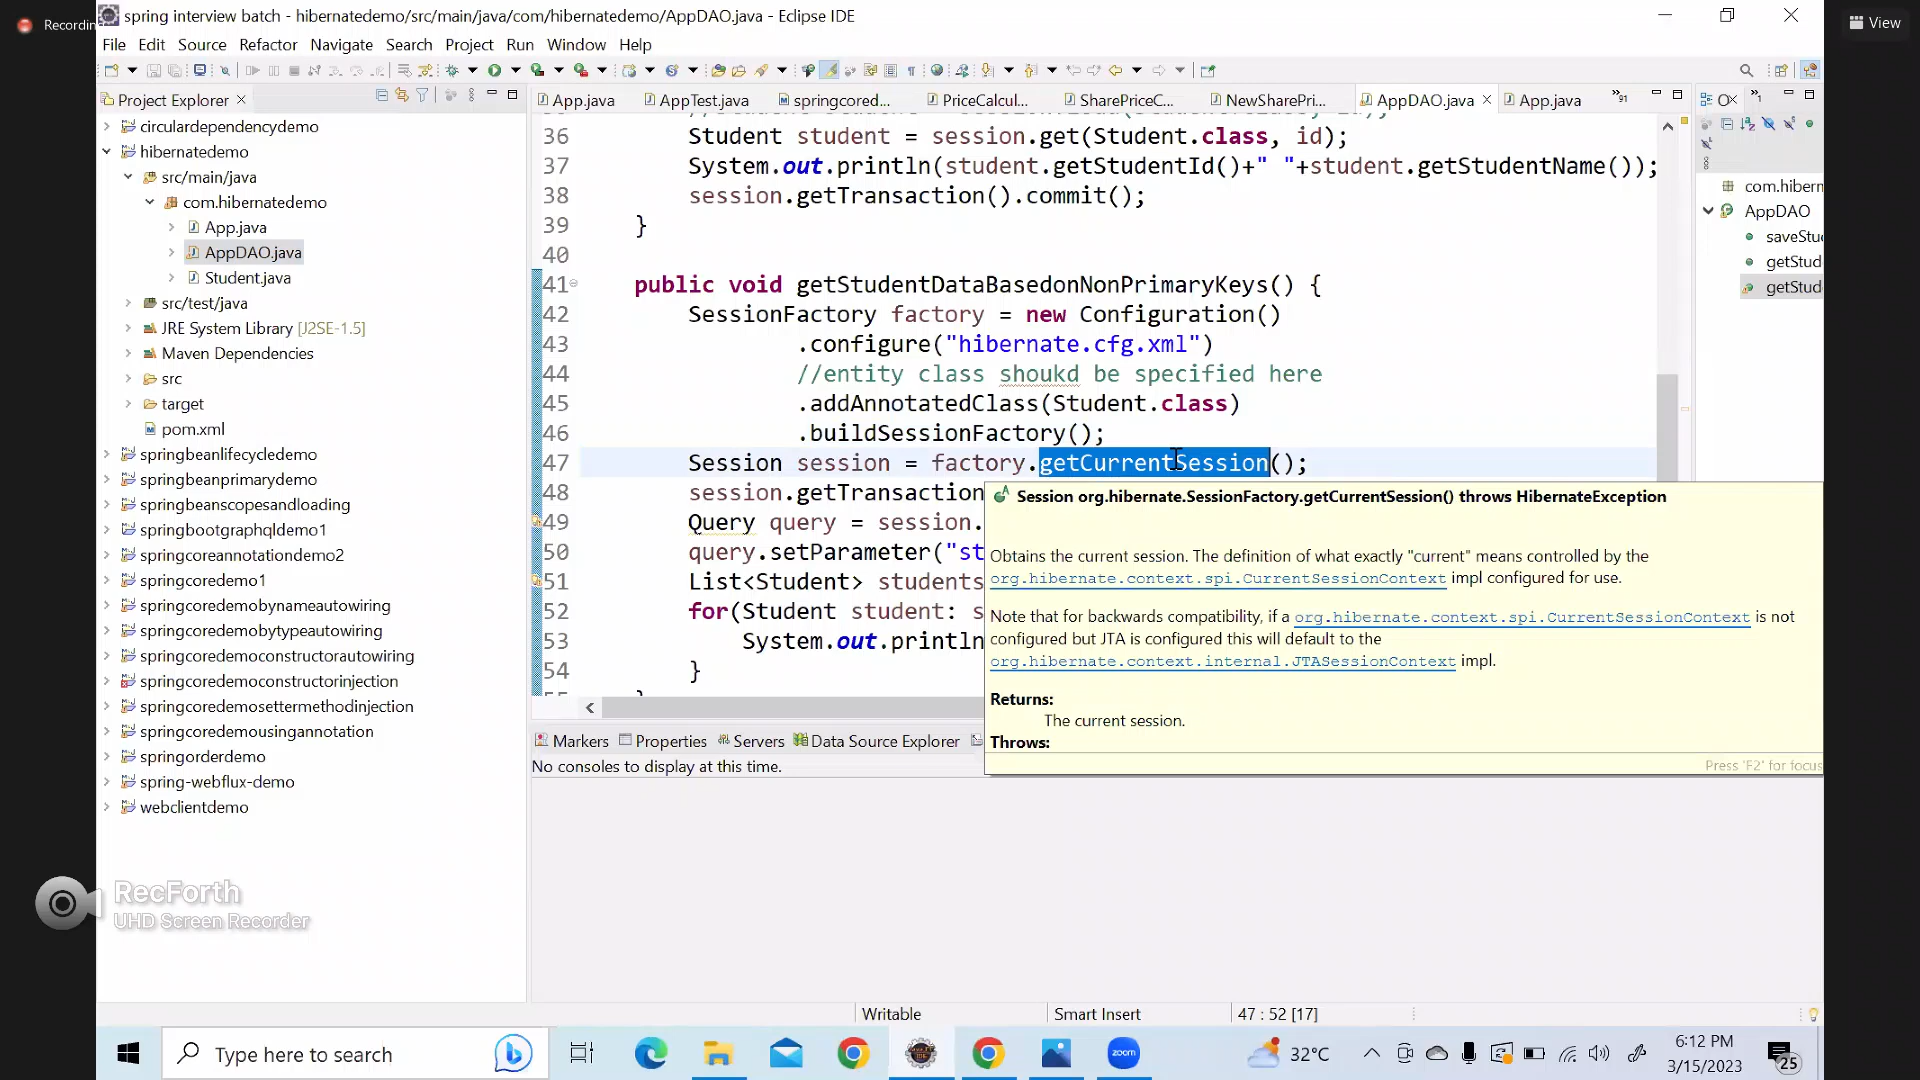 Recording
View
spring interview batch - hibernatedemo/src/main/java/com/hibernatedemo/AppDAO.java - Eclipse IDE
File Edit Source Refactor Navigate Search Project Run Window Help
Project Explorer
circulardependencydemo
hibernatedemo
src/main/java
com.hibernatedemo
App.java
AppDAO.java
Student.java
src/test/java
JRE System Library [J2SE-1.5]
Maven Dependencies
src
target
pom.xml
springbeanlifecycledemo
springbeanprimarydemo
springbeanscopesandloading
springbootgraphqldemo1
springcoreannotationdemo2
springcoredemo1
springcoredemobynameautowiring
springcoredemobytypeautowiring
springcoredemoconstructorautowiring
springcoredemoconstructorinjection
springcoredemosettermethodinjection
springcoredemousingannotation
springorderdemo
spring-webflux-demo
webclientdemo
App.java AppTest.java springcored... PriceCalcul... SharePriceC... NewSharePri... AppDAO.java App.java 91
36 Student student = session.get(Student.class, id);
37 System.out.println(student.getStudentId()+" "+student.getStudentName());
38 session.getTransaction().commit();
39 }
40
41 public void getStudentDataBasedonNonPrimaryKeys() {
42 SessionFactory factory = new Configuration()
43 .configure("hibernate.cfg.xml")
44 //entity class shoukd be specified here
45 .addAnnotatedClass(Student.class)
46 .buildSessionFactory();
47 Session session = factory.getCurrentSession();
48 session.getTransaction
49 Query query = session.
50 query.setParameter("st
51 List<Student> students
52 for(Student student: s
53 System.out.println
54 }
Session org.hibernate.SessionFactory.getCurrentSession() throws HibernateException
Obtains the current session. The definition of what exactly "current" means controlled by the
org.hibernate.context.spi.CurrentSessionContext impl configured for use.
Note that for backwards compatibility, if a org.hibernate.context.spi.CurrentSessionContext is not
configured but JTA is configured this will default to the
org.hibernate.context.internal.JTASessionContext impl.
Returns:
The current session.
Throws:
Press 'F2' for focus
com.hibern
AppDAO
saveStu
getStud
getStud
Markers Properties Servers Data Source Explorer
No consoles to display at this time.
RecForth
UHD Screen Recorder
Writable Smart Insert 47 : 52 [17]
Type here to search
zoom
32°C
6:12 PM
3/15/2023
25